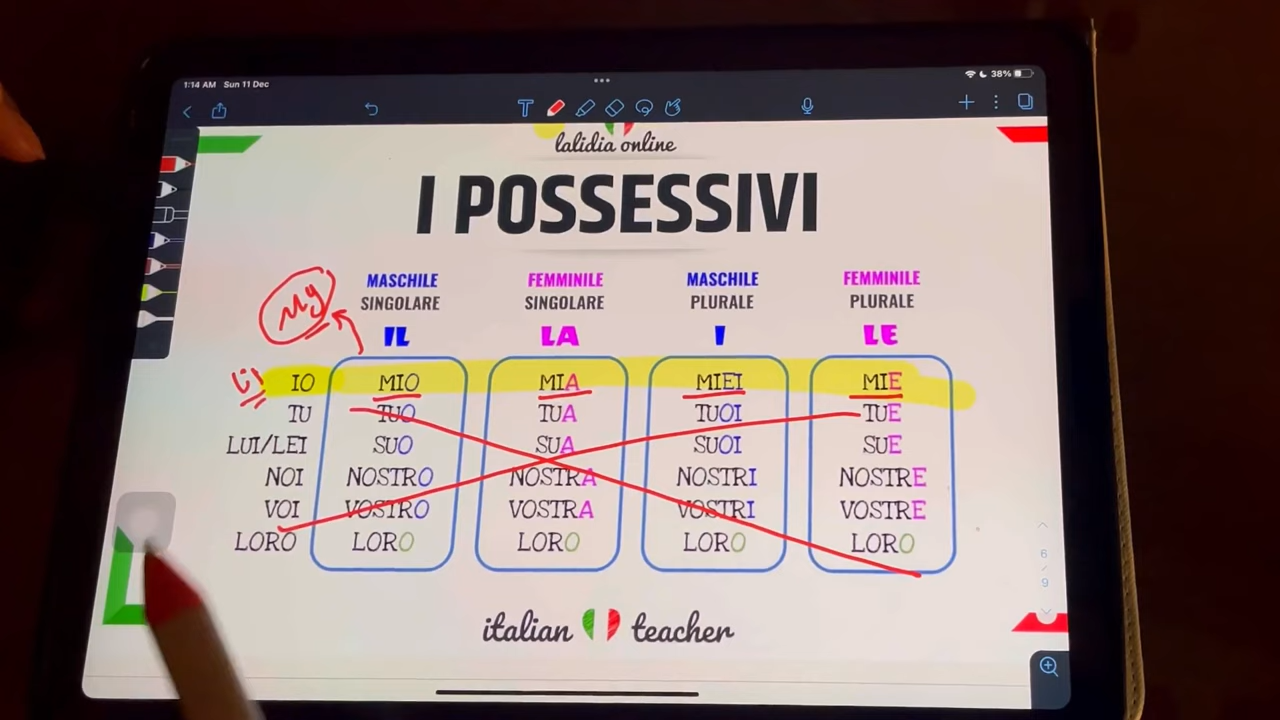 1:14 AM Sun 11 Dec 38%
T
lalidia online
I POSSESSIVI
MASCHILE FEMMINILE MASCHILE FEMMINILE
SINGOLARE SINGOLARE PLURALE PLURALE
My
IL LA I LE
IO MIO MIA MIEI MIE
TU TUO TUA TUOI TUE
LUI/LEI SUO SUA SUOI SUE
NOI NOSTRO NOSTRA NOSTRI NOSTRE
VOI VOSTRO VOSTRA VOSTRI VOSTRE
LORO LORO LORO LORO LORO
6
/
9
italian teacher